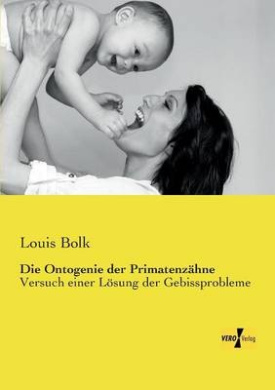 Louis Bolk
Die Ontogenie der Primatenzähne
Versuch einer Lösung der Gebissprobleme
VERO Verlag